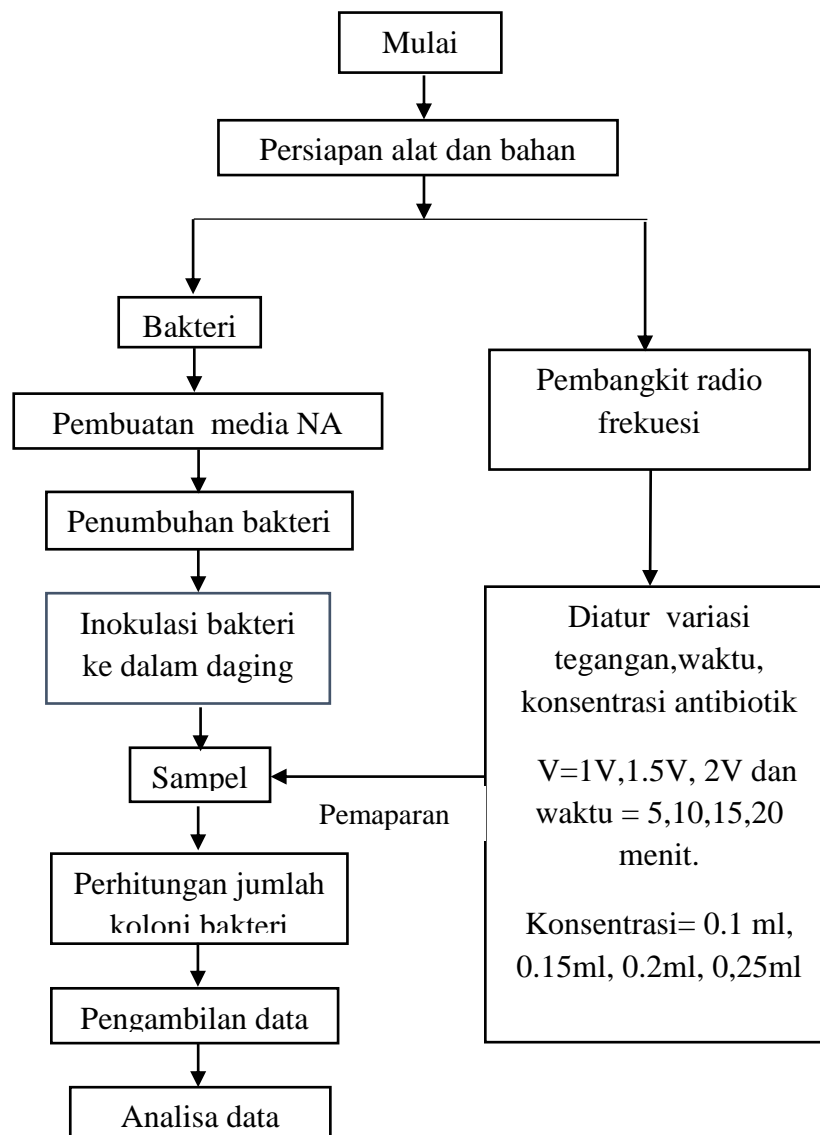 Mulai
Persiapan alat dan bahan
Bakteri
Pembuatan media NA
Penumbuhan bakteri
Inokulasi bakteri
ke dalam daging
Sampel
Pemaparan
Perhitungan jumlah
koloni bakteri
Pengambilan data
Analisa data
Pembangkit radio
frekuesi
Diatur variasi
tegangan,waktu,
konsentrasi antibiotik
V=1V,1.5V, 2V dan
waktu = 5,10,15,20
menit.
Konsentrasi= 0.1 ml,
0.15ml, 0.2ml, 0,25ml